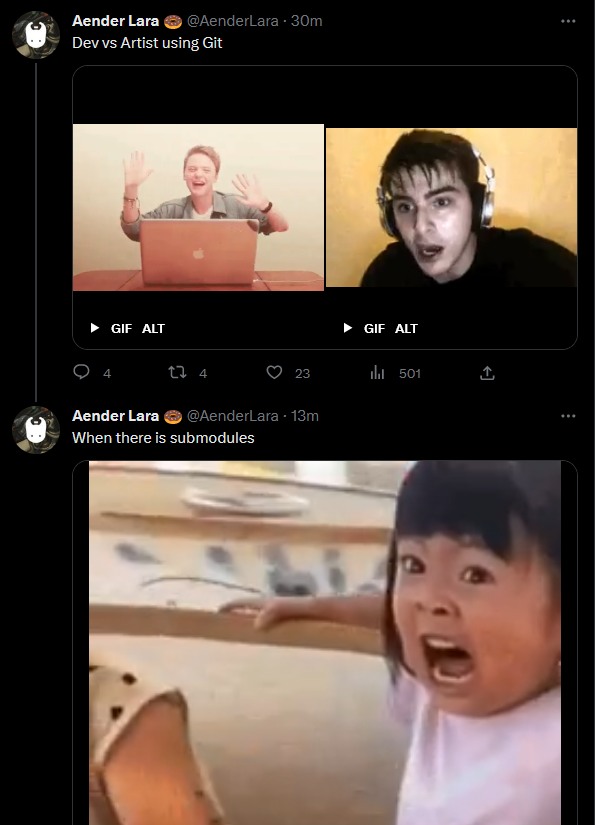 Aender Lara 🍩 @AenderLara · 30m
Dev vs Artist using Git
GIF ALT GIF ALT
4 4 23 501
Aender Lara 🍩 @AenderLara · 13m
When there is submodules